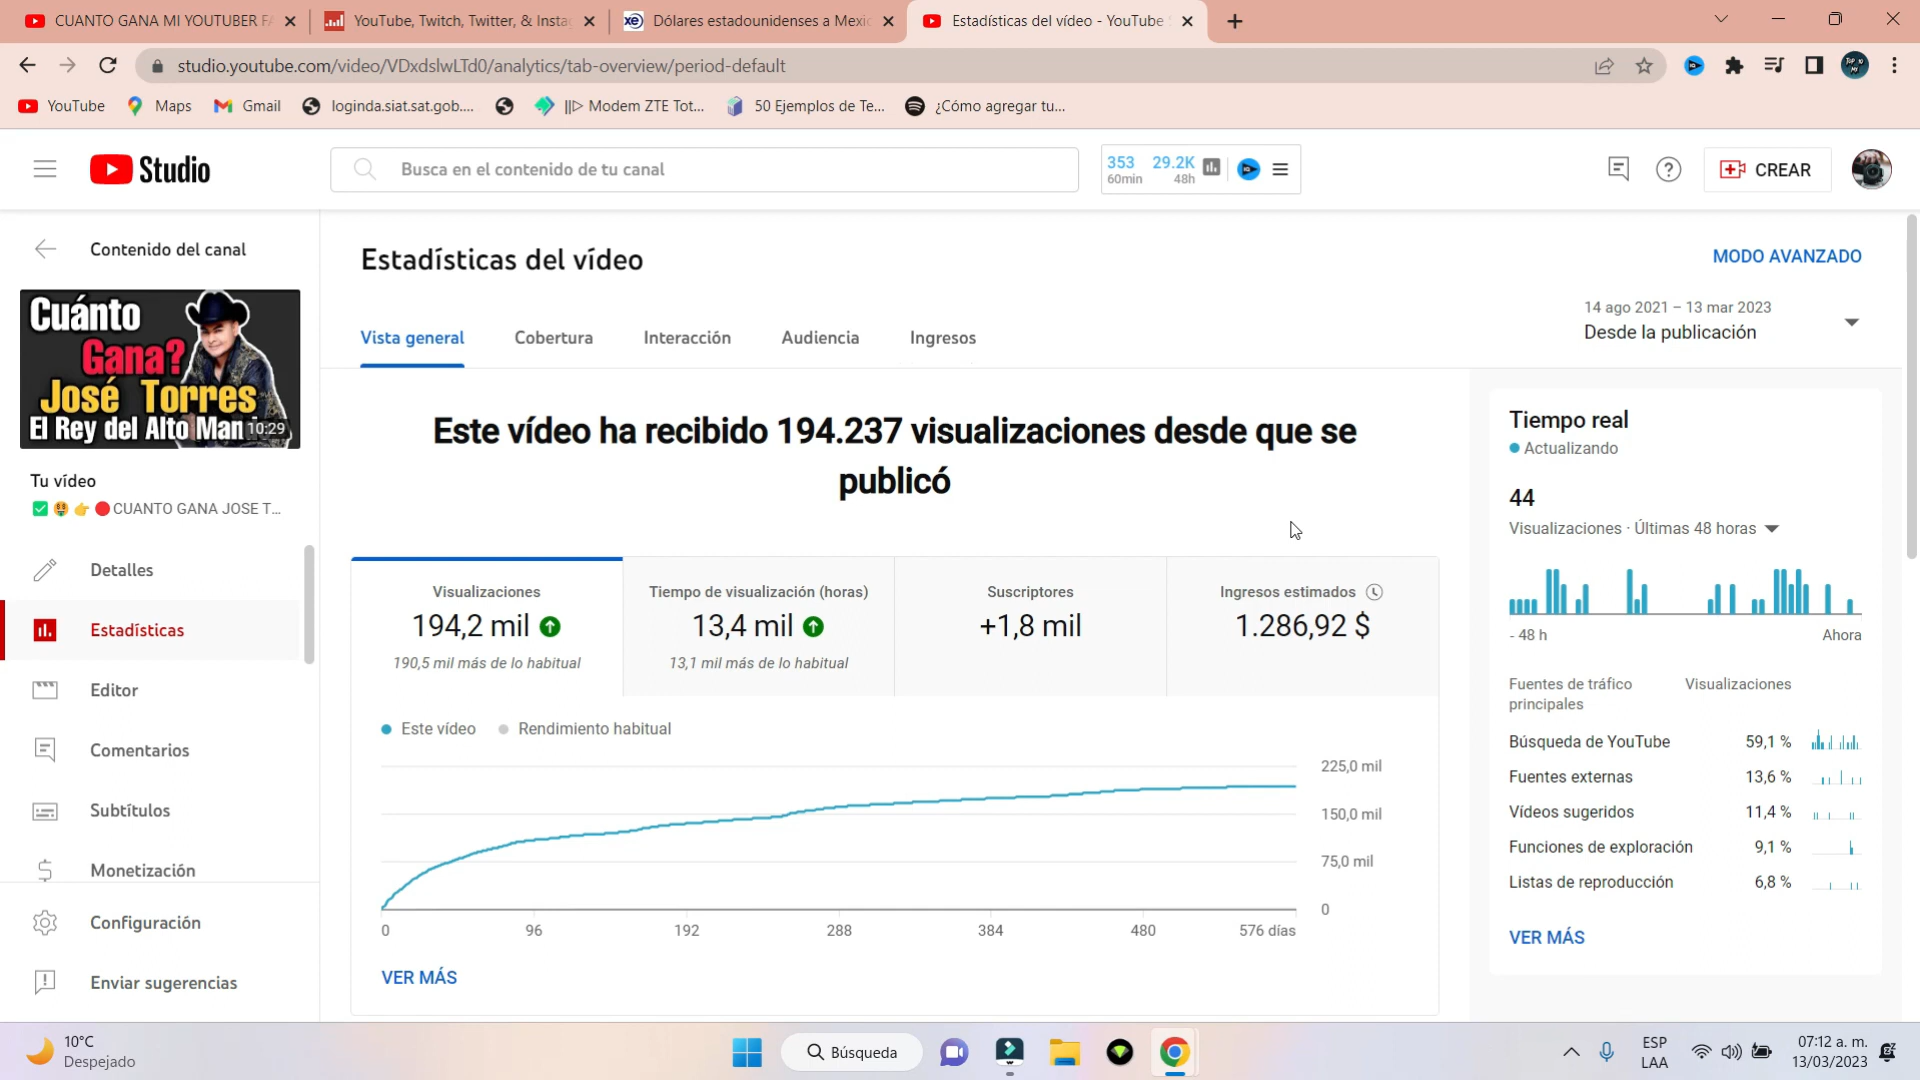 CUANTO GANA MI YOUTUBER FA
YouTube, Twitch, Twitter, & Insta
Dólares estadounidenses a Mexic
Estadísticas del vídeo - YouTube S
studio.youtube.com/video/VDxdslwLTd0/analytics/tab-overview/period-default
YouTube
Maps
Gmail
loginda.siat.sat.gob....
||▷ Modem ZTE Tot...
50 Ejemplos de Te...
¿Cómo agregar tu...
Studio
Busca en el contenido de tu canal
353 29.2K
60min 48h
CREAR
Contenido del canal
Cuánto
Gana?
José Torres
El Rey del Alto Man
10:29
Tu vídeo
CUANTO GANA JOSE T...
Detalles
Estadísticas
Editor
Comentarios
Subtítulos
Monetización
Configuración
Enviar sugerencias
Estadísticas del vídeo
MODO AVANZADO
Vista general
Cobertura
Interacción
Audiencia
Ingresos
14 ago 2021 – 13 mar 2023
Desde la publicación
Este vídeo ha recibido 194.237 visualizaciones desde que se
publicó
Visualizaciones
194,2 mil
190,5 mil más de lo habitual
Tiempo de visualización (horas)
13,4 mil
13,1 mil más de lo habitual
Suscriptores
+1,8 mil
Ingresos estimados
1.286,92 $
Este vídeo
Rendimiento habitual
225,0 mil
150,0 mil
75,0 mil
0
0 96 192 288 384 480 576 días
VER MÁS
Tiempo real
Actualizando
44
Visualizaciones · Últimas 48 horas
- 48 h
Ahora
Fuentes de tráfico
principales
Visualizaciones
Búsqueda de YouTube 59,1 %
Fuentes externas 13,6 %
Vídeos sugeridos 11,4 %
Funciones de exploración 9,1 %
Listas de reproducción 6,8 %
VER MÁS
10°C
Despejado
Búsqueda
ESP
LAA
07:12 a. m.
13/03/2023